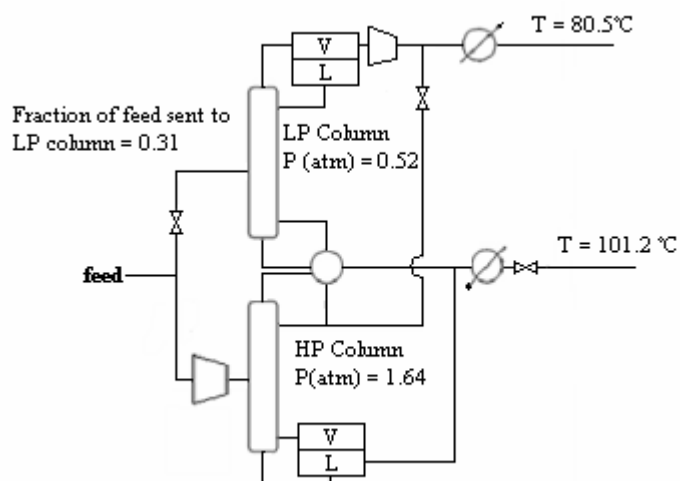 T = 80.5℃
V
L
Fraction of feed sent to
LP column = 0.31
LP Column
P (atm) = 0.52
T = 101.2 ℃
feed
HP Column
P(atm) = 1.64
V
L